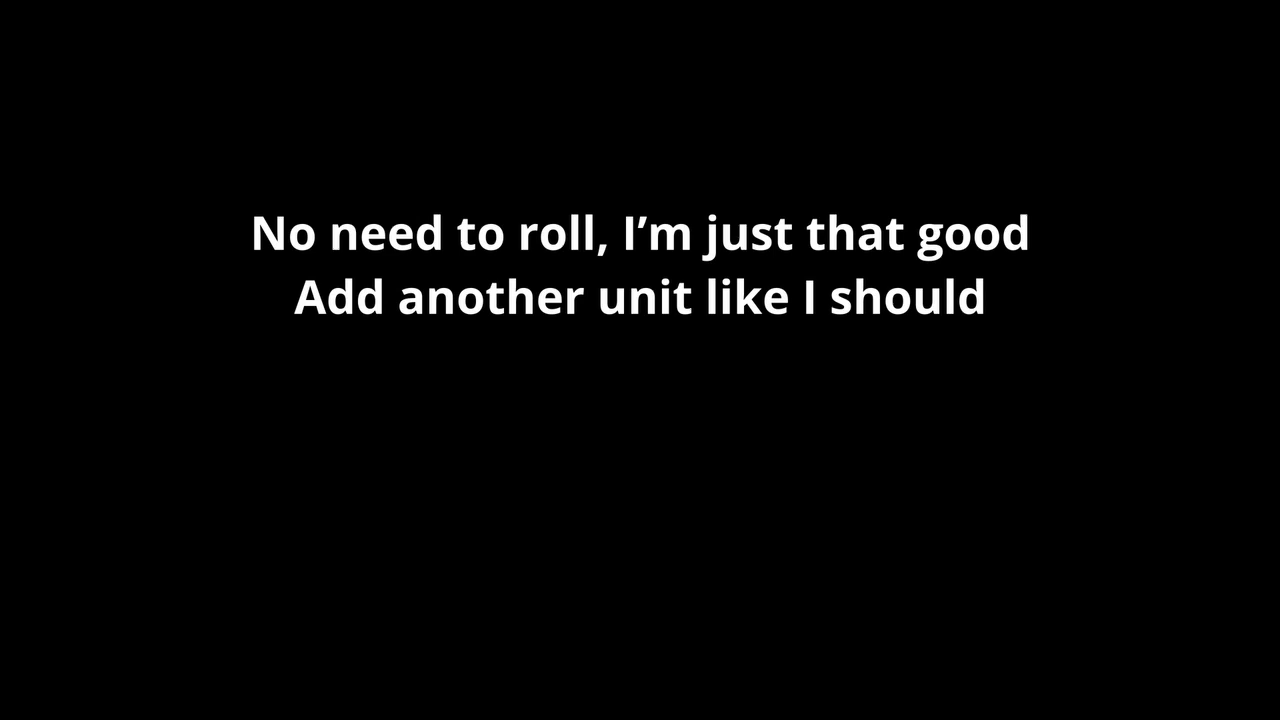 No need to roll, I’m just that good
Add another unit like I should